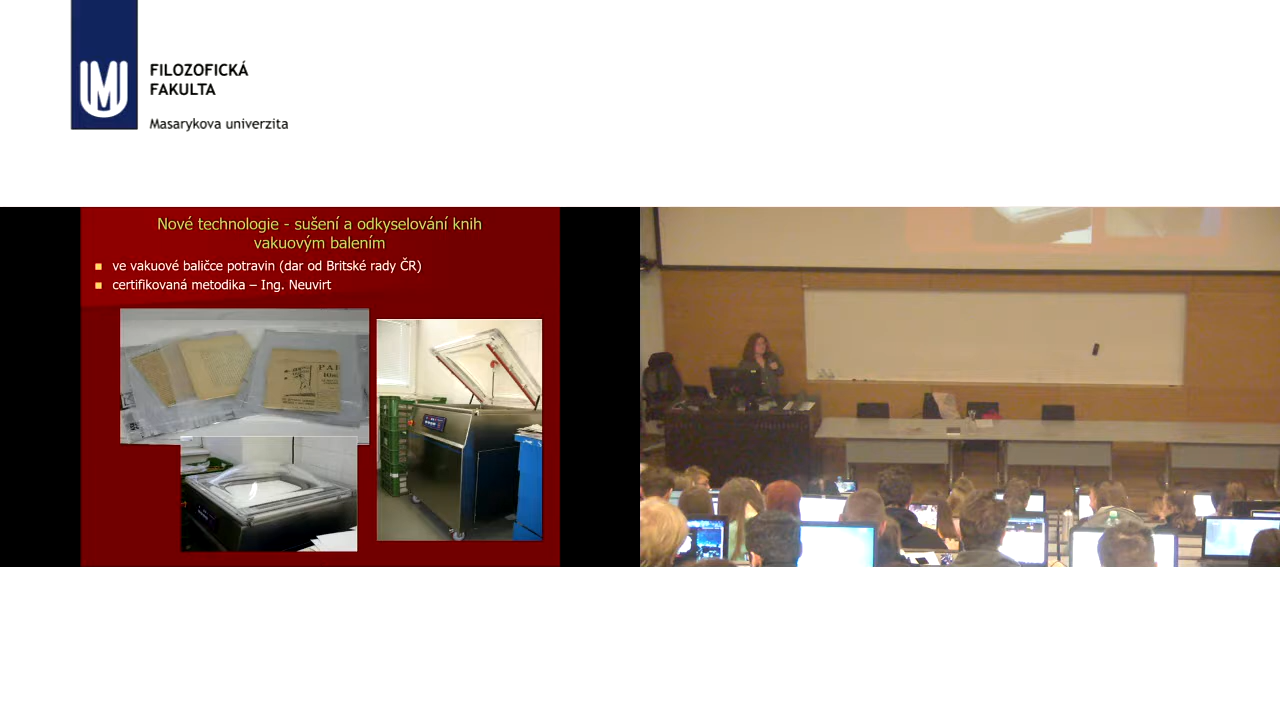 FILOZOFICKÁ
FAKULTA
Masarykova univerzita
Nové technologie - sušení a odkyselování knih
vakuovým balením
ve vakuové baličce potravin (dar od Britské rady ČR)
certifikovaná metodika – Ing. Neuvirt